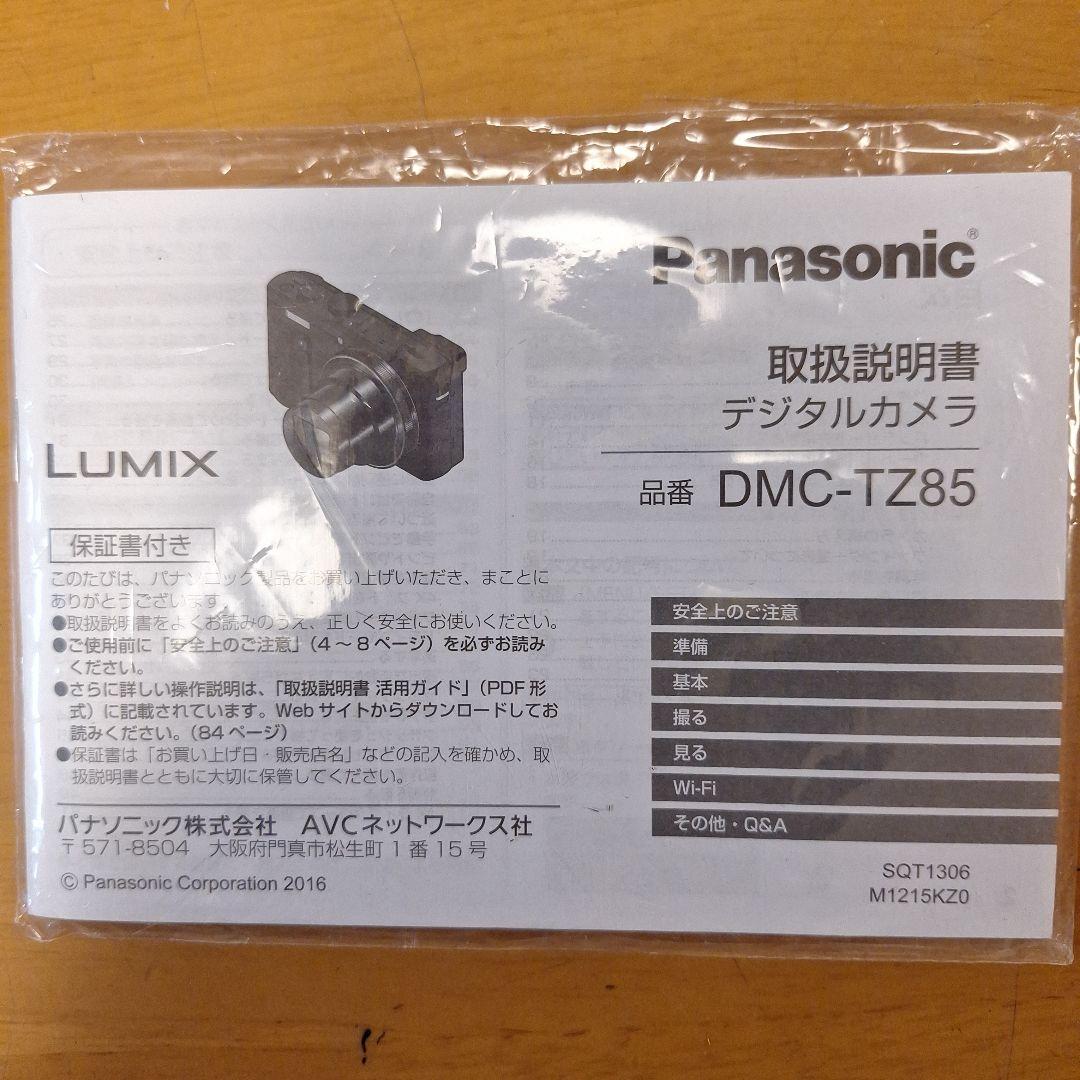 Panasonic®
取扱説明書
デジタルカメラ
品番 DMC-TZ85
LUMIX
保証書付き
このたびは、パナソニック製品をお買い上げいただき、まことに
ありがとうございます。
●取扱説明書をよくお読みのうえ、正しく安全にお使いください。
●ご使用前に「安全上のご注意」(4～8ページ)を必ずお読み
ください。
●さらに詳しい操作説明は、「取扱説明書 活用ガイド」(PDF形
式)に記載されています。Webサイトからダウンロードしてお
読みください。(84ページ)
●保証書は「お買い上げ日・販売店名」などの記入を確かめ、取
扱説明書とともに大切に保管してください。
パナソニック株式会社 AVCネットワークス社
〒571-8504 大阪府門真市松生町1番15号
© Panasonic Corporation 2016
安全上のご注意
準備
基本
撮る
見る
Wi-Fi
その他・Q&A
SQT1306
M1215KZ0